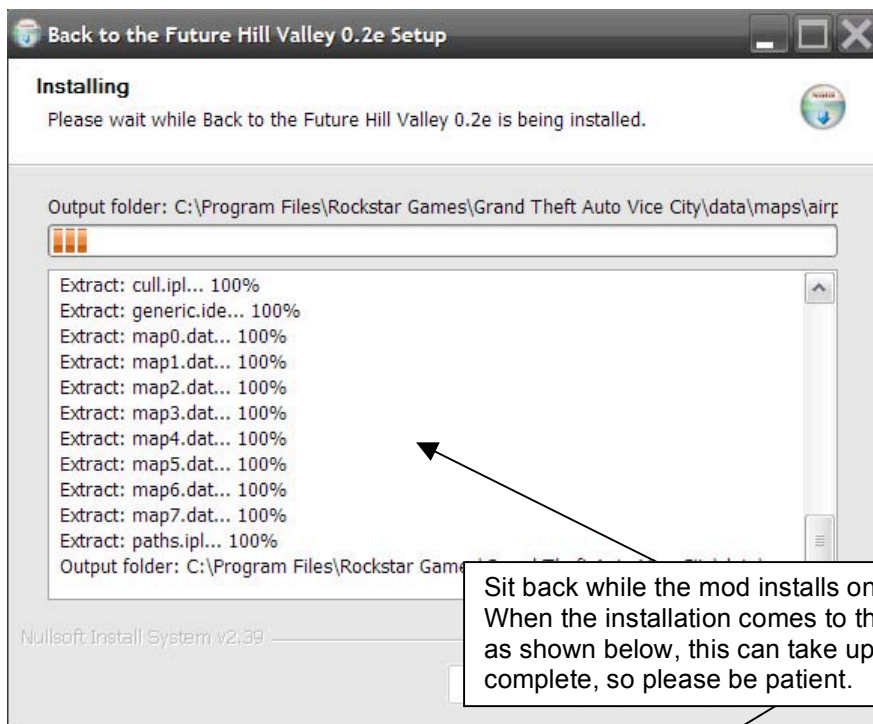 Back to the Future Hill Valley 0.2e Setup
Installing
Please wait while Back to the Future Hill Valley 0.2e is being installed.
Output folder: C:\Program Files\Rockstar Games\Grand Theft Auto Vice City\data\maps\airp
Extract: cull.ipl... 100%
Extract: generic.ide... 100%
Extract: map0.dat... 100%
Extract: map1.dat... 100%
Extract: map2.dat... 100%
Extract: map3.dat... 100%
Extract: map4.dat... 100%
Extract: map5.dat... 100%
Extract: map6.dat... 100%
Extract: map7.dat... 100%
Extract: paths.ipl... 100%
Output folder: C:\Program Files\Rockstar Game
Sit back while the mod installs on
When the installation comes to th
as shown below, this can take up
complete, so please be patient.
Nullsoft Install System v2.39